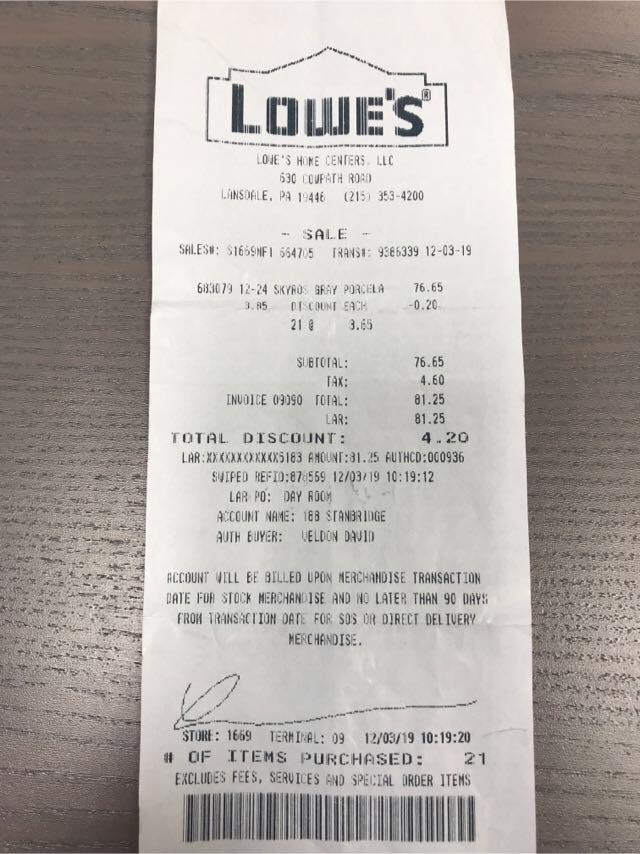 LOWE'S®
LOWE'S HOME CENTERS, LLC
630 COWPATH ROAD
LANSDALE, PA 19446 (215) 353-4200
- SALE -
SALES#: S1669NF1 664705 TRANS#: 9386339 12-03-19
683079 12-24 SKYROS GRAY PORCELA 76.65
3.85 DISCOUNT EACH -0.20
21 @ 3.65
SUBTOTAL: 76.65
TAX: 4.60
INVOICE 09090 TOTAL: 81.25
LAR: 81.25
TOTAL DISCOUNT: 4.20
LAR:XXXXXXXXXXXX5183 AMOUNT:81.25 AUTHCD:000936
SWIPED REFID:878569 12/03/19 10:19:12
LAR PO: DAY ROOM
ACCOUNT NAME: 188 STANBRIDGE
AUTH BUYER: WELDON DAVID
ACCOUNT WILL BE BILLED UPON MERCHANDISE TRANSACTION
DATE FOR STOCK MERCHANDISE AND NO LATER THAN 90 DAYS
FROM TRANSACTION DATE FOR SOS OR DIRECT DELIVERY
MERCHANDISE.
STORE: 1669 TERMINAL: 09 12/03/19 10:19:20
# OF ITEMS PURCHASED: 21
EXCLUDES FEES, SERVICES AND SPECIAL ORDER ITEMS